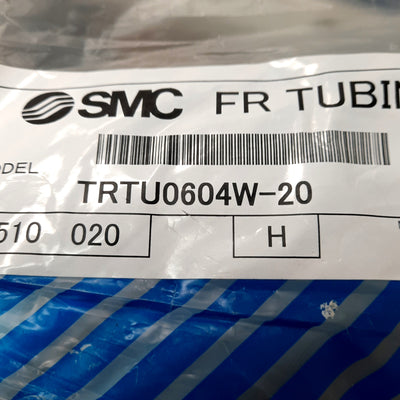 SMC FR TUBIN
ODEL
TRTU0604W-20
510 020 H